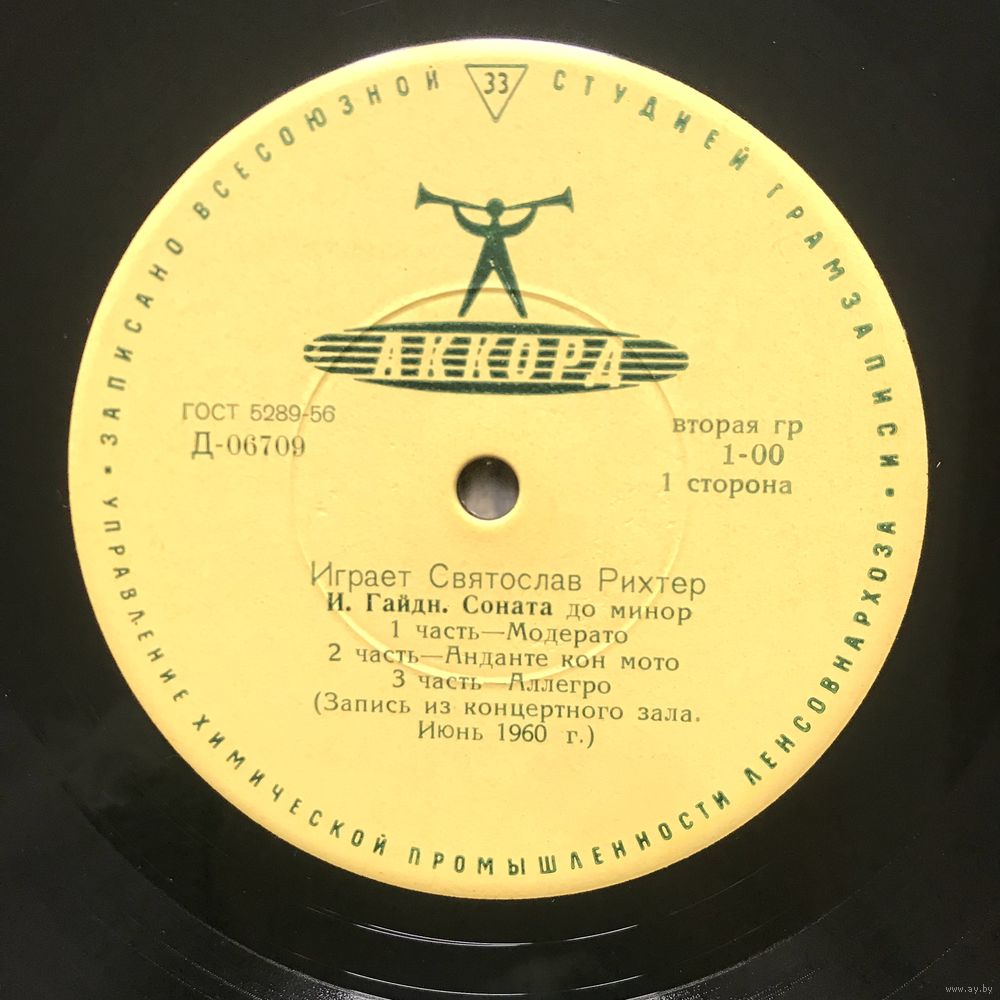 ЗАПИСАНО ВСЕСОЮЗНОЙ СТУДИЕЙ ГРАМЗАПИСИ •
УПРАВЛЕНИЕ ХИМИЧЕСКОЙ ПРОМЫШЛЕННОСТИ ЛЕНСОВНАРХОЗА •
33
АККОРД
ГОСТ 5289-56
Д-06709
вторая гр
1-00
1 сторона
Играет Святослав Рихтер
И. Гайдн. Соната до минор
1 часть—Модерато
2 часть—Анданте кон мото
3 часть—Аллегро
(Запись из концертного зала.
Июнь 1960 г.)
www.ay.by